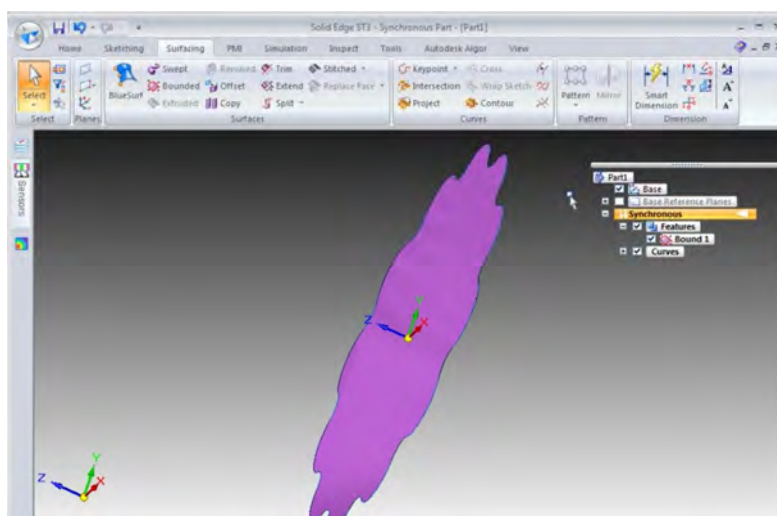 Solid Edge ST3 - Synchronous Part - [Part1]
Home Sketching Surfacing PMI Simulation Inspect Tools Autodesk Algor View
Swept Revolved Trim Stitched Keypoint Cross
Select BlueSurf Bounded Offset Extend Replace Face Intersection Wrap Sketch Pattern Mirror Smart Dimension
Extruded Copy Split Project Contour
Select Planes Surfaces Curves Pattern Dimension
Sensors
Part1
Base
Base Reference Planes
Synchronous
Features
Bound 1
Curves
Y
Z X
Y
Z X